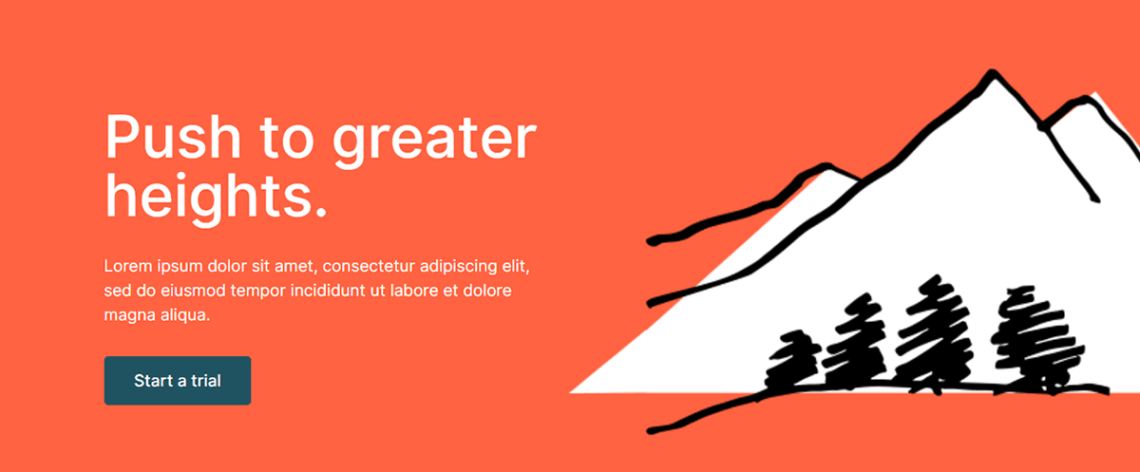 Push to greater
heights.
Lorem ipsum dolor sit amet, consectetur adipiscing elit,
sed do eiusmod tempor incididunt ut labore et dolore
magna aliqua.
Start a trial